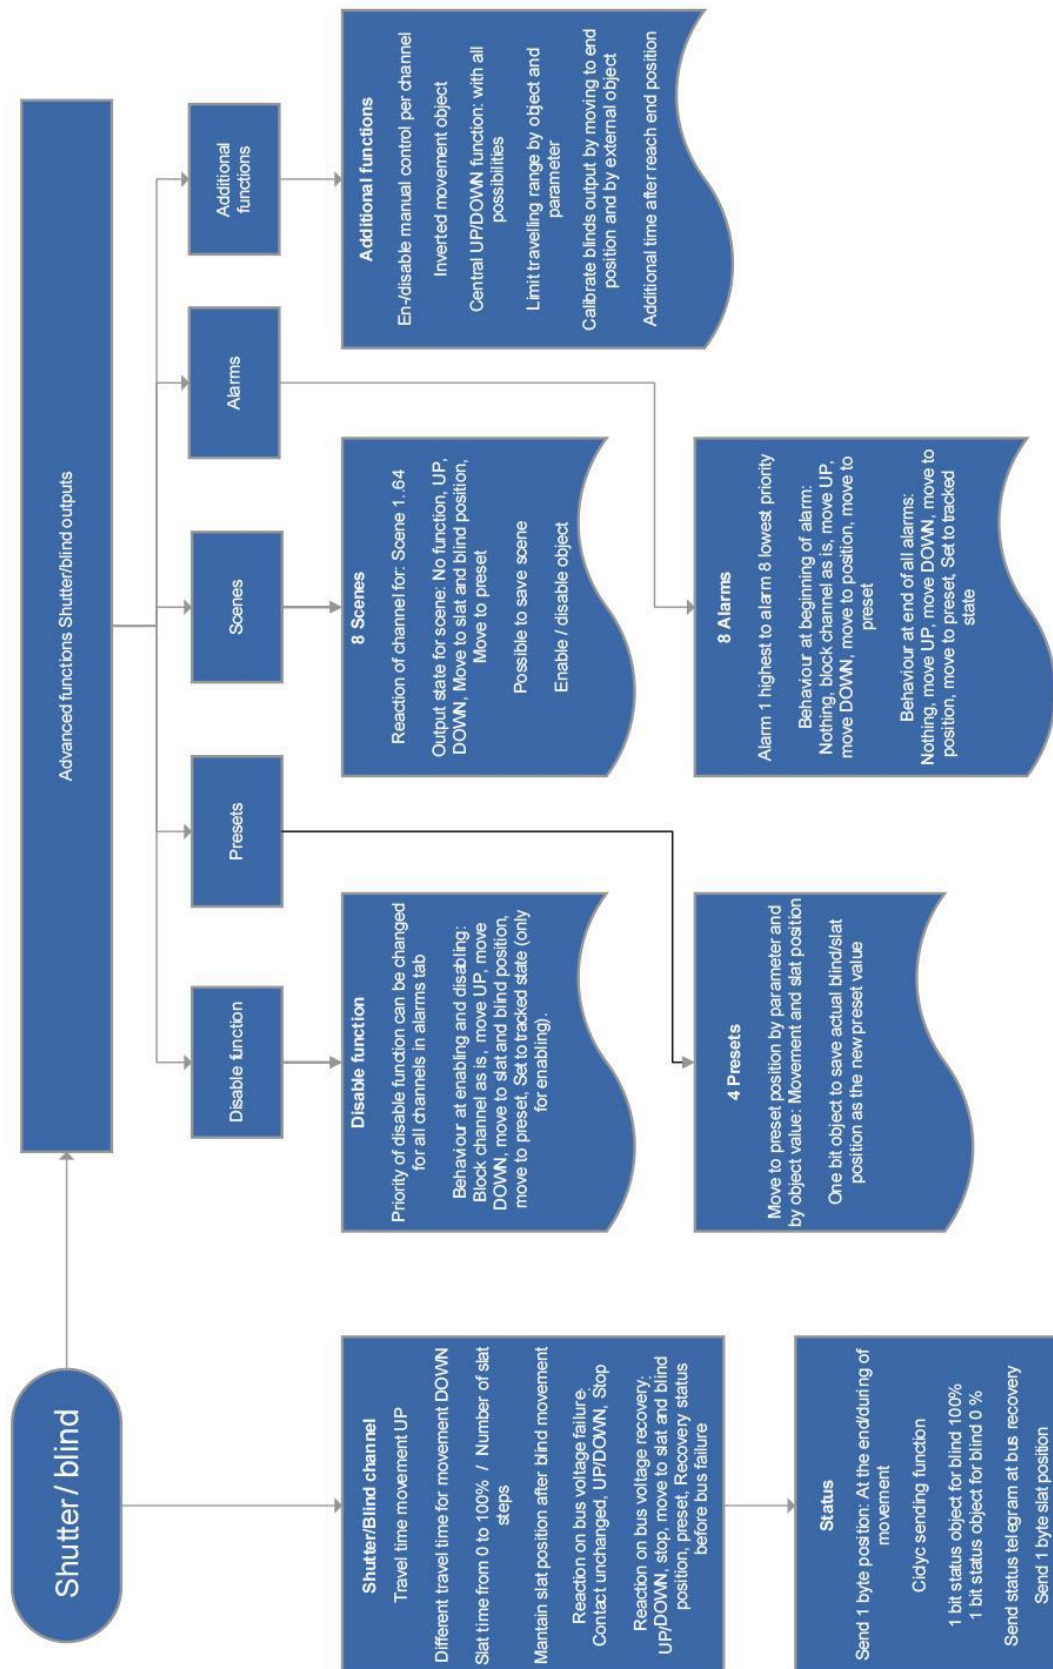 Shutter / blind
Advanced functions Shutter/blind outputs
Disable function
Presets
Scenes
Alarms
Additional
functions
Shutter/Blind channel
Travel time movement UP
Different travel time for movement DOWN
Slat time from 0 to 100% / Number of slat
steps
Mantain slat position after blind movement
Reaction on bus voltage failure:
Contact unchanged, UP/DOWN, Stop
Reaction on bus voltage recovery:
UP/DOWN, stop, move to slat and blind
position, preset, Recovery status
before bus failure
Disable function
Priority of disable function can be changed
for all channels in alarms tab
Behaviour at enabling and disabling:
Block channel as is, move UP, move
DOWN, move to slat and blind position,
move to preset, Set to tracked state (only
for enabling).
8 Scenes
Reaction of channel for: Scene 1..64
Output state for scene: No function, UP,
DOWN, Move to slat and blind position,
Move to preset
Possible to save scene
Enable / disable object
Additional functions
En-/disable manual control per channel
Inverted movement object
Central UP/DOWN function: with all
possibilities
Limit travelling range by object and
parameter
Calibrate blinds output by moving to end
position and by external object
Additional time after reach end position
Status
Send 1 byte position: At the end/during of
movement
Cidyc sending function
1 bit status object for blind 100%
1 bit status object for blind 0 %
Send status telegram at bus recovery
Send 1 byte slat position
4 Presets
Move to preset position by parameter and
by object value: Movement and slat position
One bit object to save actual blind/slat
position as the new preset value
8 Alarms
Alarm 1 highest to alarm 8 lowest priority
Behaviour at beginning of alarm:
Nothing, block channel as is, move UP,
move DOWN, move to position, move to
preset
Behaviour at end of all alarms:
Nothing, move UP, move DOWN, move to
position, move to preset, Set to tracked
state